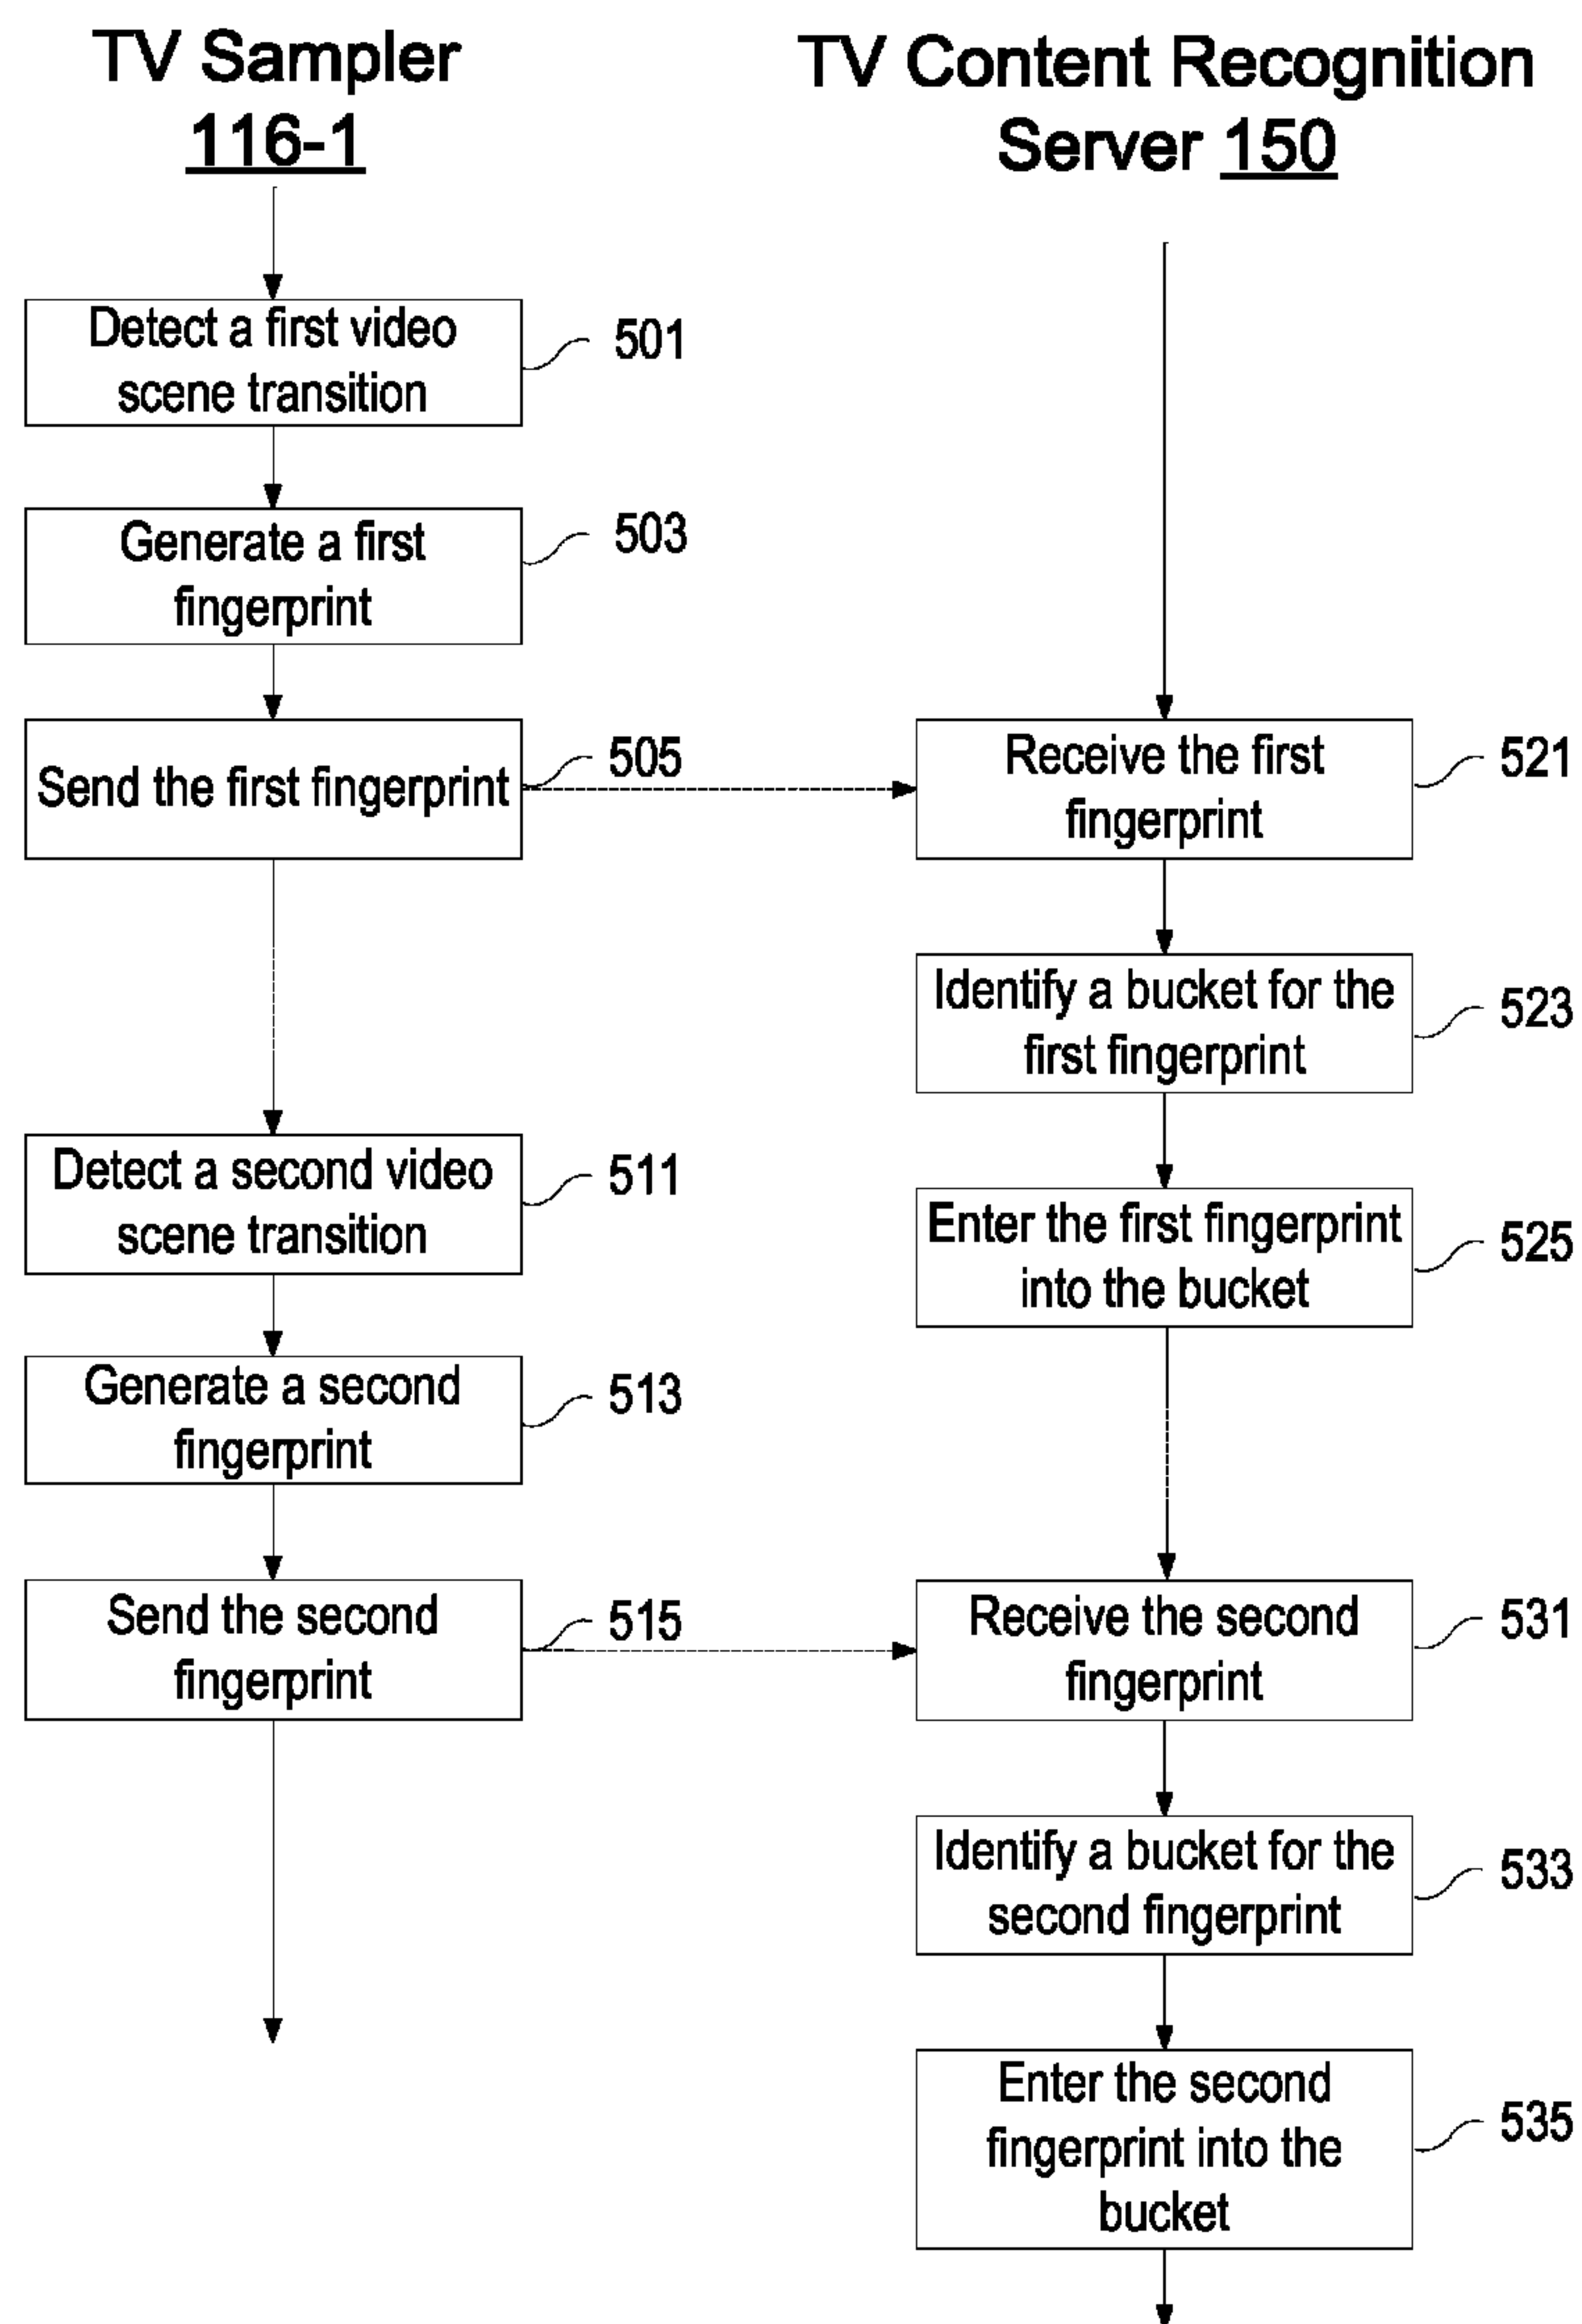 TV Sampler
116-1
TV Content Recognition
Server 150
Detect a first video
scene transition
501
Generate a first
fingerprint
503
Send the first fingerprint
505
Receive the first
fingerprint
521
Identify a bucket for the
first fingerprint
523
Detect a second video
scene transition
511
Enter the first fingerprint
into the bucket
525
Generate a second
fingerprint
513
Send the second
fingerprint
515
Receive the second
fingerprint
531
Identify a bucket for the
second fingerprint
533
Enter the second
fingerprint into the
bucket
535